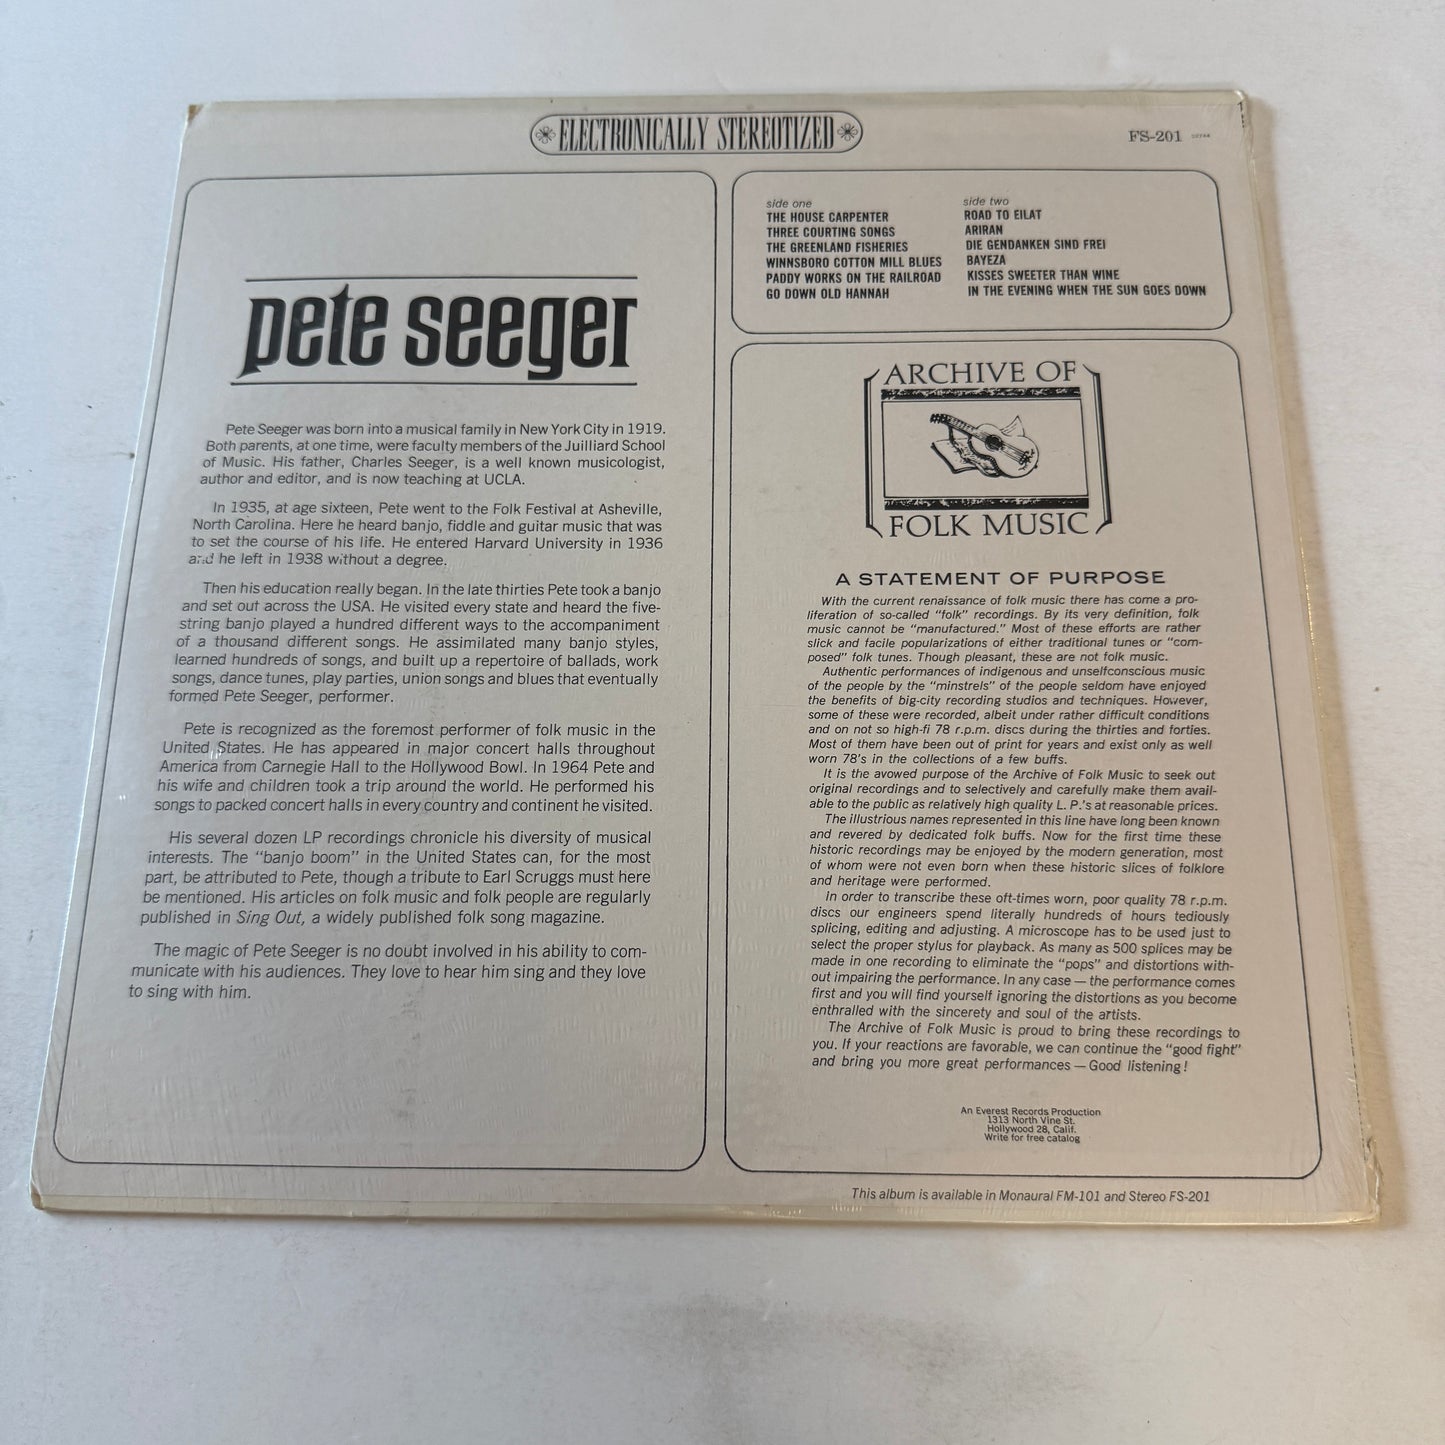 ELECTRONICALLY STEREOTIZED
FS-201
pete seeger
Pete Seeger was born into a musical family in New York City in 1919.
Both parents, at one time, were faculty members of the Juilliard School
of Music. His father, Charles Seeger, is a well known musicologist,
author and editor, and is now teaching at UCLA.
In 1935, at age sixteen, Pete went to the Folk Festival at Asheville,
North Carolina. Here he heard banjo, fiddle and guitar music that was
to set the course of his life. He entered Harvard University in 1936
and he left in 1938 without a degree.
Then his education really began. In the late thirties Pete took a banjo
and set out across the USA. He visited every state and heard the five-
string banjo played a hundred different ways to the accompaniment
of a thousand different songs. He assimilated many banjo styles,
learned hundreds of songs, and built up a repertoire of ballads, work
songs, dance tunes, play parties, union songs and blues that eventually
formed Pete Seeger, performer.
Pete is recognized as the foremost performer of folk music in the
United States. He has appeared in major concert halls throughout
America from Carnegie Hall to the Hollywood Bowl. In 1964 Pete and
his wife and children took a trip around the world. He performed his
songs to packed concert halls in every country and continent he visited.
His several dozen LP recordings chronicle his diversity of musical
interests. The "banjo boom" in the United States can, for the most
part, be attributed to Pete, though a tribute to Earl Scruggs must here
be mentioned. His articles on folk music and folk people are regularly
published in Sing Out, a widely published folk song magazine.
The magic of Pete Seeger is no doubt involved in his ability to com-
municate with his audiences. They love to hear him sing and they love
to sing with him.
side one
THE HOUSE CARPENTER
THREE COURTING SONGS
THE GREENLAND FISHERIES
WINNSBORO COTTON MILL BLUES
PADDY WORKS ON THE RAILROAD
GO DOWN OLD HANNAH
side two
ROAD TO EILAT
ARIRAN
DIE GENDANKEN SIND FREI
BAYEZA
KISSES SWEETER THAN WINE
IN THE EVENING WHEN THE SUN GOES DOWN
ARCHIVE OF
FOLK MUSIC
A STATEMENT OF PURPOSE
With the current renaissance of folk music there has come a pro-
liferation of so-called "folk" recordings. By its very definition, folk
music cannot be "manufactured." Most of these efforts are rather
slick and facile popularizations of either traditional tunes or "com-
posed" folk tunes. Though pleasant, these are not folk music.
Authentic performances of indigenous and unselfconscious music
of the people by the "minstrels" of the people seldom have enjoyed
the benefits of big-city recording studios and techniques. However,
some of these were recorded, albeit under rather difficult conditions
and on not so high-fi 78 r.p.m. discs during the thirties and forties.
Most of them have been out of print for years and exist only as well
worn 78's in the collections of a few buffs.
It is the avowed purpose of the Archive of Folk Music to seek out
original recordings and to selectively and carefully make them avail-
able to the public as relatively high quality L. P.'s at reasonable prices.
The illustrious names represented in this line have long been known
and revered by dedicated folk buffs. Now for the first time these
historic recordings may be enjoyed by the modern generation, most
of whom were not even born when these historic slices of folklore
and heritage were performed.
In order to transcribe these oft-times worn, poor quality 78 r.p.m.
discs our engineers spend literally hundreds of hours tediously
splicing, editing and adjusting. A microscope has to be used just to
select the proper stylus for playback. As many as 500 splices may be
made in one recording to eliminate the "pops" and distortions with-
out impairing the performance. In any case — the performance comes
first and you will find yourself ignoring the distortions as you become
enthralled with the sincerety and soul of the artists.
The Archive of Folk Music is proud to bring these recordings to
you. If your reactions are favorable, we can continue the "good fight"
and bring you more great performances — Good listening!
An Everest Records Production
1313 North Vine St.
Hollywood 28, Calif.
Write for free catalog
This album is available in Monaural FM-101 and Stereo FS-201